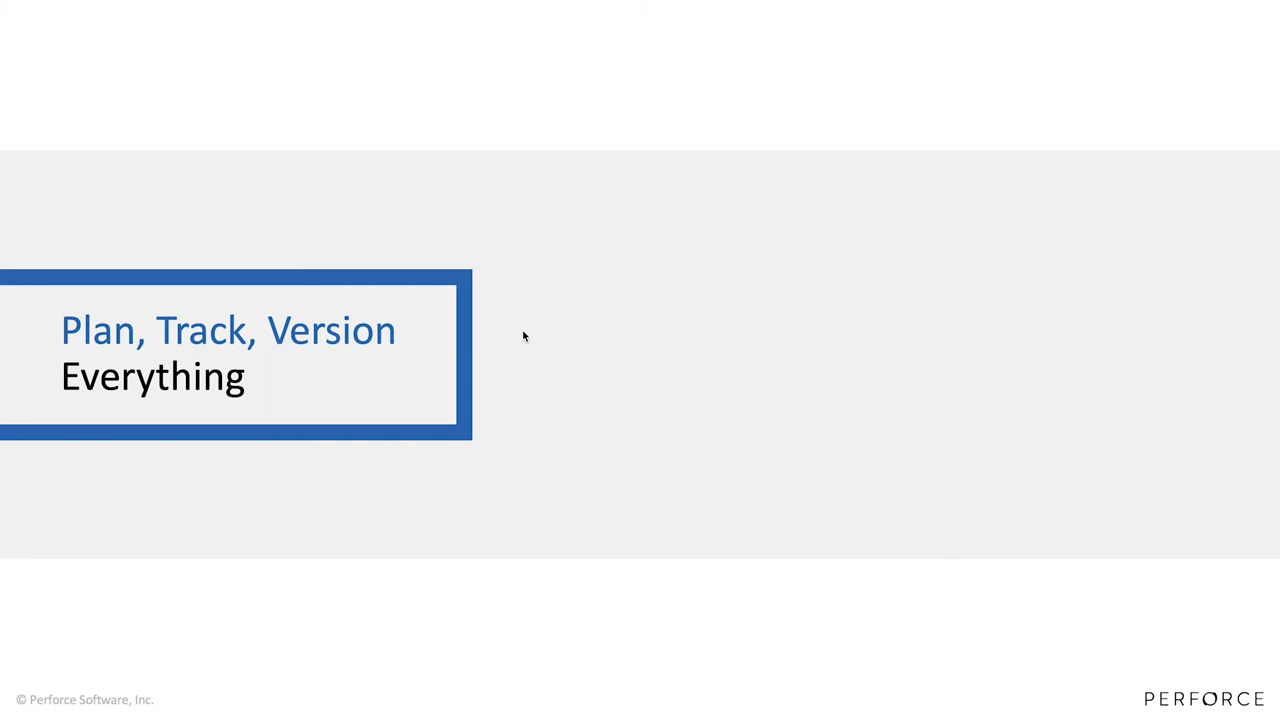 Plan, Track, Version
Everything
© Perforce Software, Inc.
PERFORCE